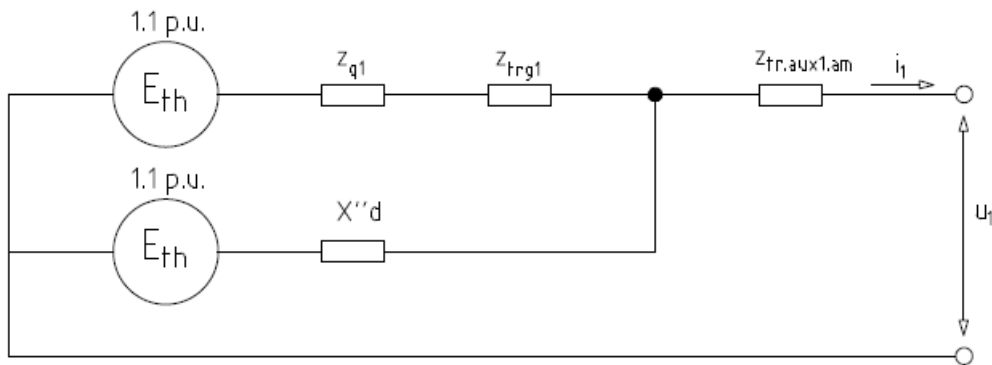 1.1 p.u.
E_th
z_q1
z_trg1
z_tr.aux1.am
i_1
1.1 p.u.
E_th
X''d
u_1